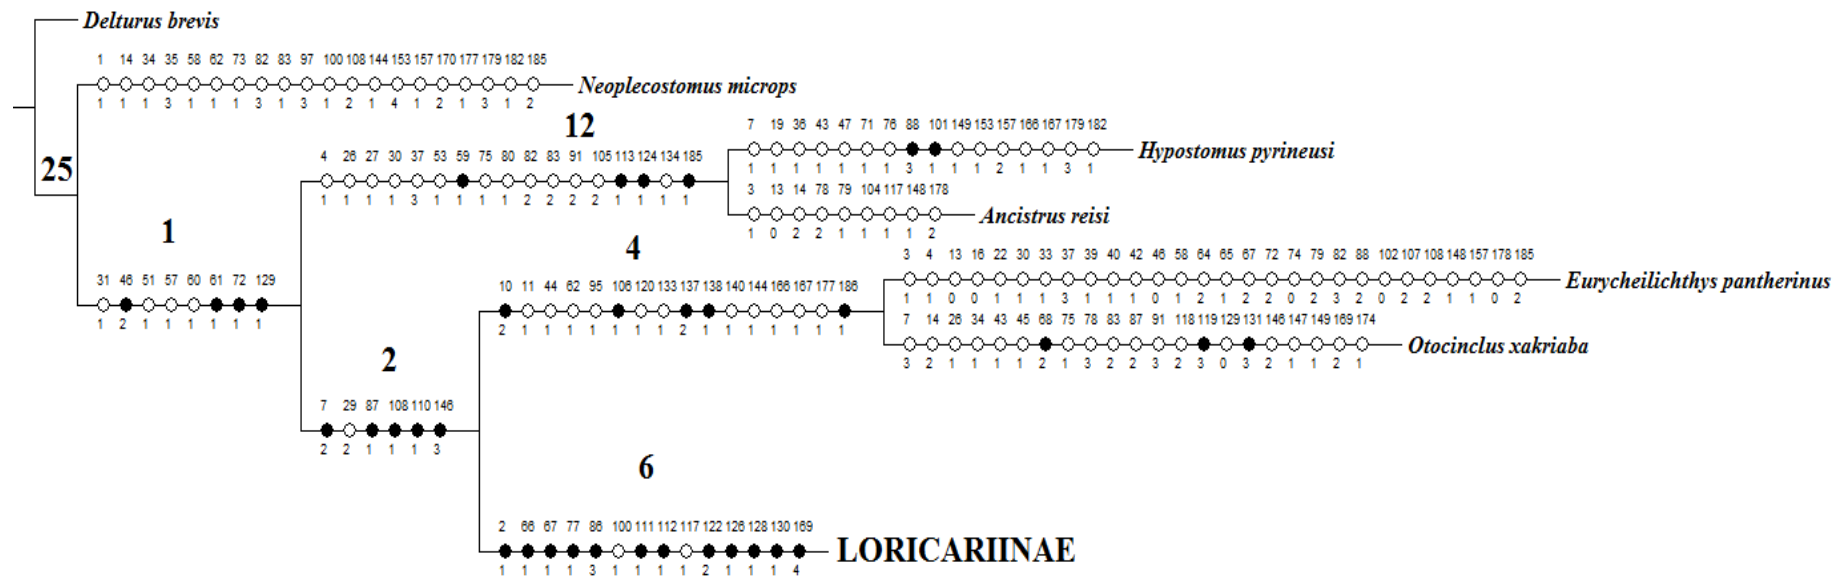 Delturus brevis
1 14 34 35 58 62 73 82 83 97 100 108 144 153 157 170 177 179 182 185
Neoplecostomus microps
1 1 1 3 1 1 1 3 1 3 1 2 1 4 1 2 1 3 1 2
12
7 19 36 43 47 71 76 88 101 149 153 157 166 167 179 182
Hypostomus pyrineusi
1 1 1 1 1 1 1 3 1 1 1 2 1 1 3 1
25
4 26 27 30 37 53 59 75 80 82 83 91 105 113 124 134 185
1 1 1 1 3 1 1 1 1 2 2 2 2 1 1 1 1
3 13 14 78 79 104 117 148 178
Ancistrus reisi
1 0 2 2 1 1 1 1 2
1
4
3 4 13 16 22 30 33 37 39 40 42 46 58 64 65 67 72 74 79 82 88 102 107 108 148 157 178 185
Eurycheilichthys pantherinus
1 1 0 0 1 1 1 3 1 1 1 0 1 2 1 2 2 0 2 3 2 0 2 2 1 1 0 2
31 46 51 57 60 61 72 129
1 2 1 1 1 1 1 1
10 11 44 62 95 106 120 133 137 138 140 144 166 167 177 186
2 1 1 1 1 1 1 1 2 1 1 1 1 1 1 1
7 14 26 34 43 45 68 75 78 83 87 91 118 119 129 131 146 147 149 169 174
Otocinclus xakriaba
3 2 1 1 1 1 2 1 3 2 2 3 2 3 0 3 2 1 1 2 1
2
7 29 87 108 110 146
2 2 1 1 1 3
6
2 66 67 77 86 100 111 112 117 122 126 128 130 169
LORICARIINAE
1 1 1 1 3 1 1 1 1 2 1 1 1 4